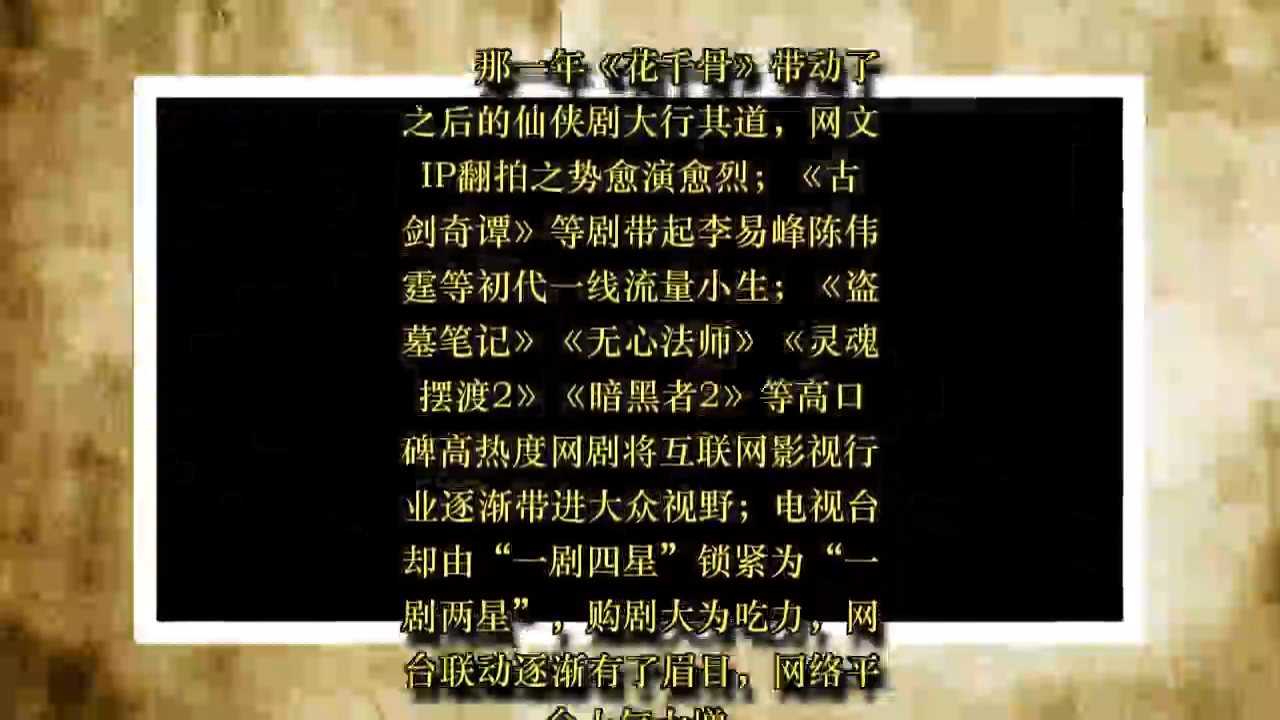 那一年《花千骨》带动了
之后的仙侠剧大行其道，网文
IP翻拍之势愈演愈烈；《古
剑奇谭》等剧带起李易峰陈伟
霆等初代一线流量小生；《盗
墓笔记》《无心法师》《灵魂
摆渡2》《暗黑者2》等高口
碑高热度网剧将互联网影视行
业逐渐带进大众视野；电视台
却由“一剧四星”锁紧为“一
剧两星”，购剧大为吃力，网
台联动逐渐有了眉目，网络平